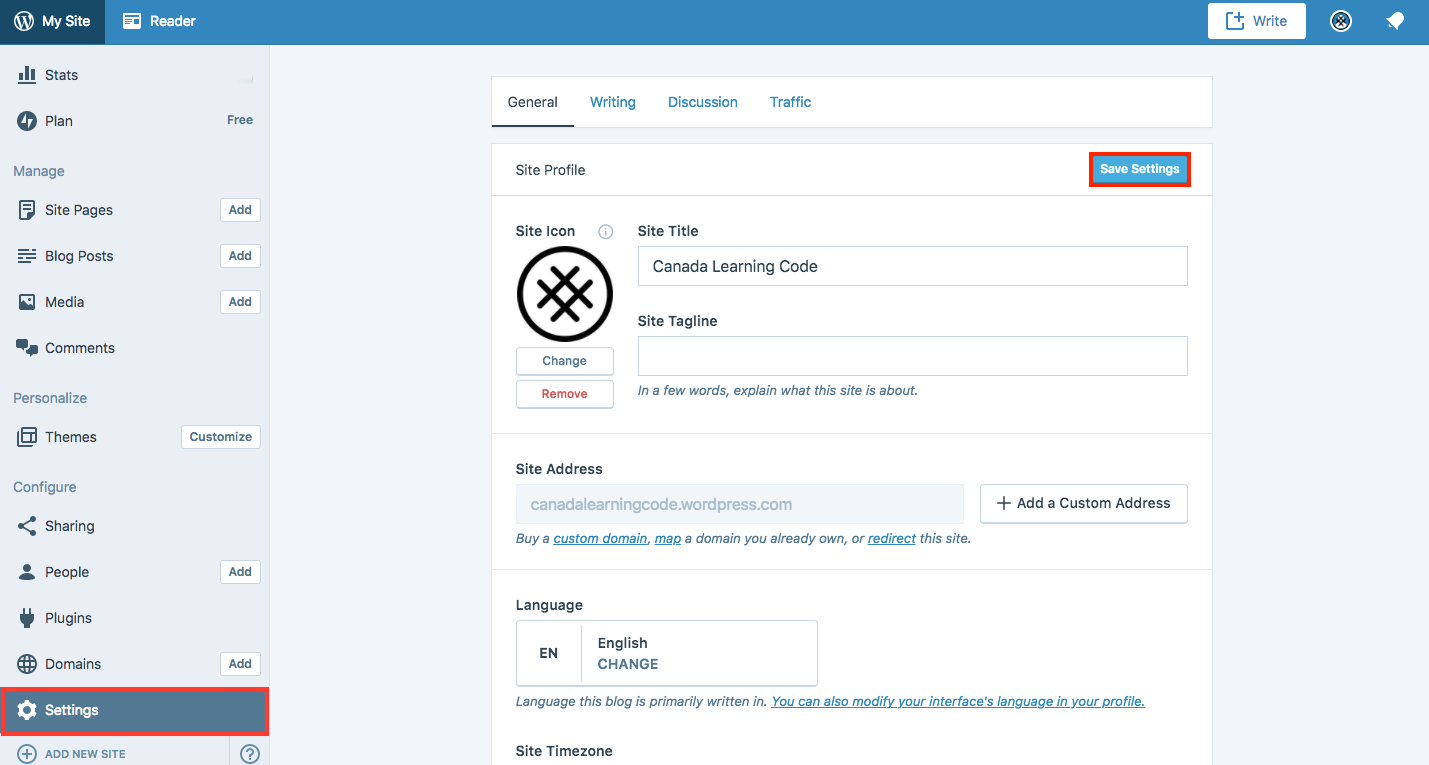 My Site
Reader
Write
Stats
Plan Free
Manage
Site Pages Add
Blog Posts Add
Media Add
Comments
Personalize
Themes Customize
Configure
Sharing
People Add
Plugins
Domains Add
Settings
ADD NEW SITE
General Writing Discussion Traffic
Site Profile Save Settings
Site Icon
Change
Remove
Site Title
Canada Learning Code
Site Tagline
In a few words, explain what this site is about.
Site Address
canadalearningcode.wordpress.com
Add a Custom Address
Buy a custom domain, map a domain you already own, or redirect this site.
Language
EN
English
CHANGE
Language this blog is primarily written in. You can also modify your interface's language in your profile.
Site Timezone